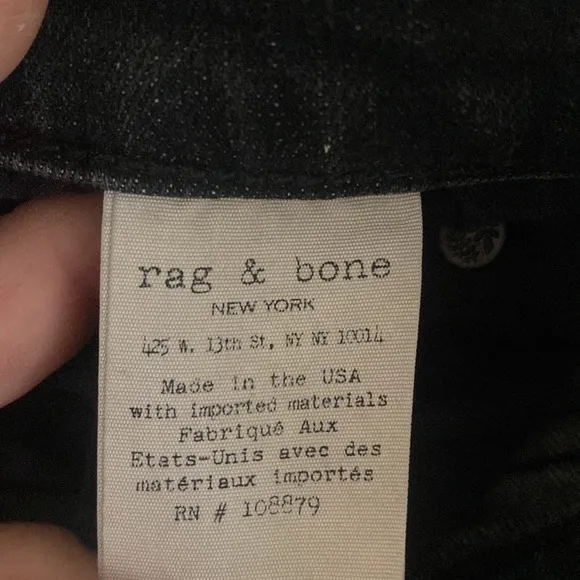 rag & bone
NEW YORK
425 W. 13th St, NY NY 10014
Made in the USA
with imported materials
Fabriqué Aux
Etats-Unis avec des
matériaux importés
RN # 108879